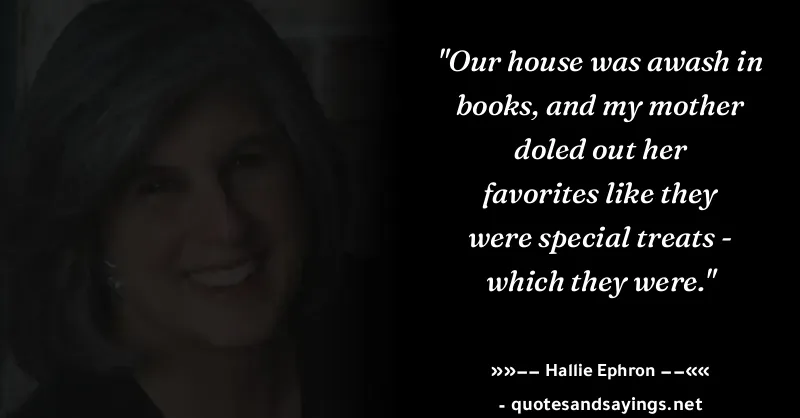 "Our house was awash in
books, and my mother
doled out her
favorites like they
were special treats -
which they were."
»»−− Hallie Ephron −−««
- quotesandsayings.net